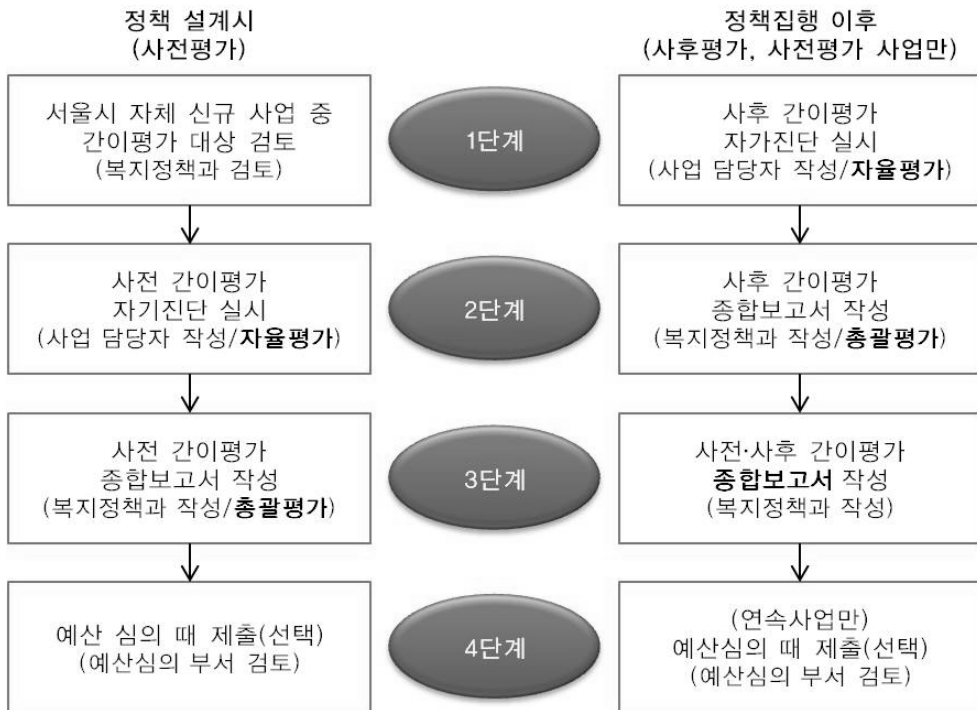 정책 설계시
(사전평가)
정책집행 이후
(사후평가, 사전평가 사업만)
서울시 자체 신규 사업 중
간이평가 대상 검토
(복지정책과 검토)
1단계
사후 간이평가
자가진단 실시
(사업 담당자 작성/자율평가)
사전 간이평가
자기진단 실시
(사업 담당자 작성/자율평가)
2단계
사후 간이평가
종합보고서 작성
(복지정책과 작성/총괄평가)
사전 간이평가
종합보고서 작성
(복지정책과 작성/총괄평가)
3단계
사전·사후 간이평가
종합보고서 작성
(복지정책과 작성)
예산 심의 때 제출(선택)
(예산심의 부서 검토)
4단계
(연속사업만)
예산심의 때 제출(선택)
(예산심의 부서 검토)